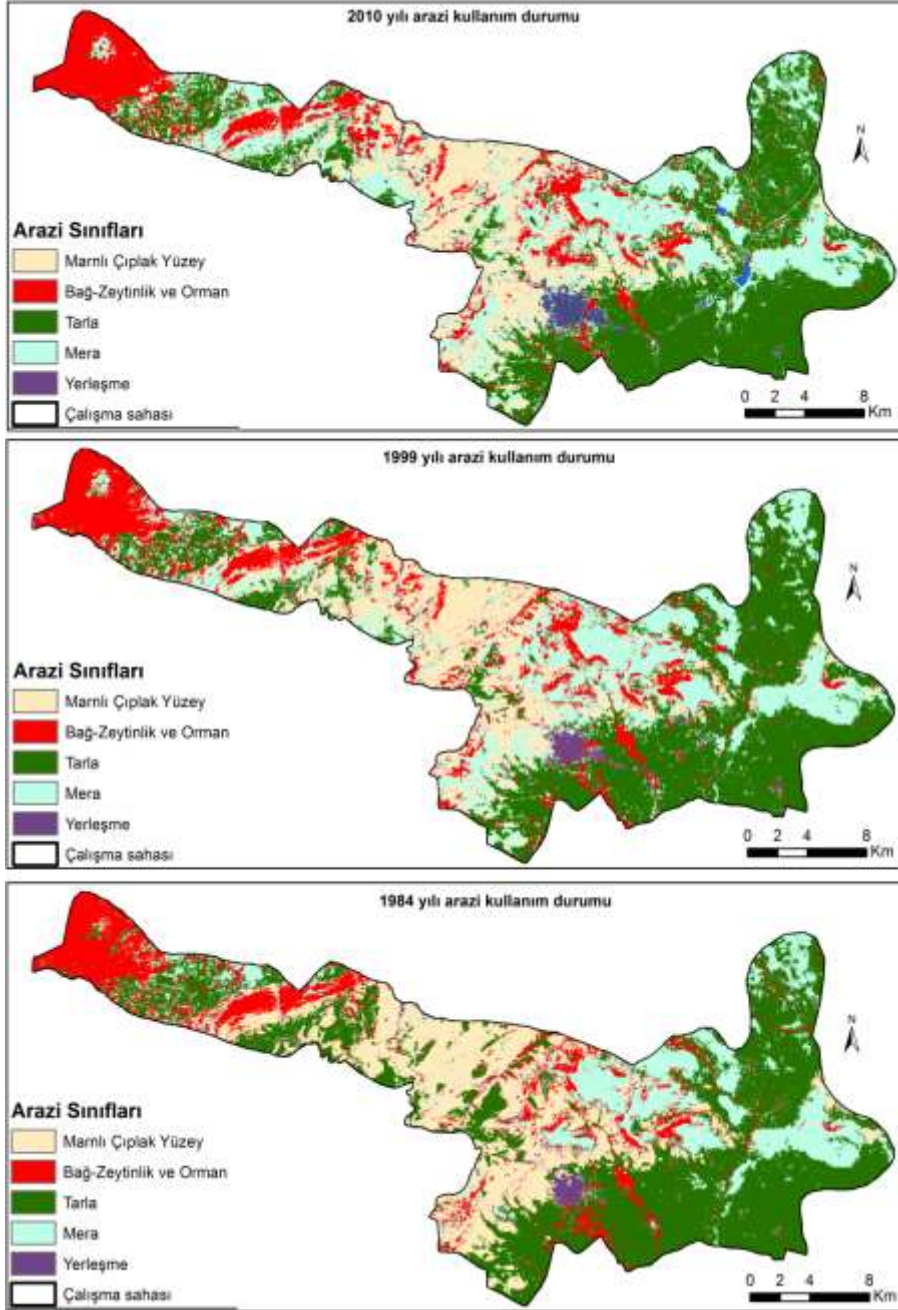 2010 yılı arazi kullanım durumu
N
Arazi Sınıfları
Marnlı Çıplak Yüzey
Bağ-Zeytinlik ve Orman
Tarla
Mera
Yerleşme
Çalışma sahası
0 2 4 8
Km
1999 yılı arazi kullanım durumu
N
Arazi Sınıfları
Marnlı Çıplak Yüzey
Bağ-Zeytinlik ve Orman
Tarla
Mera
Yerleşme
Çalışma sahası
0 2 4 8
Km
1984 yılı arazi kullanım durumu
N
Arazi Sınıfları
Marnlı Çıplak Yüzey
Bağ-Zeytinlik ve Orman
Tarla
Mera
Yerleşme
Çalışma sahası
0 2 4 8
Km